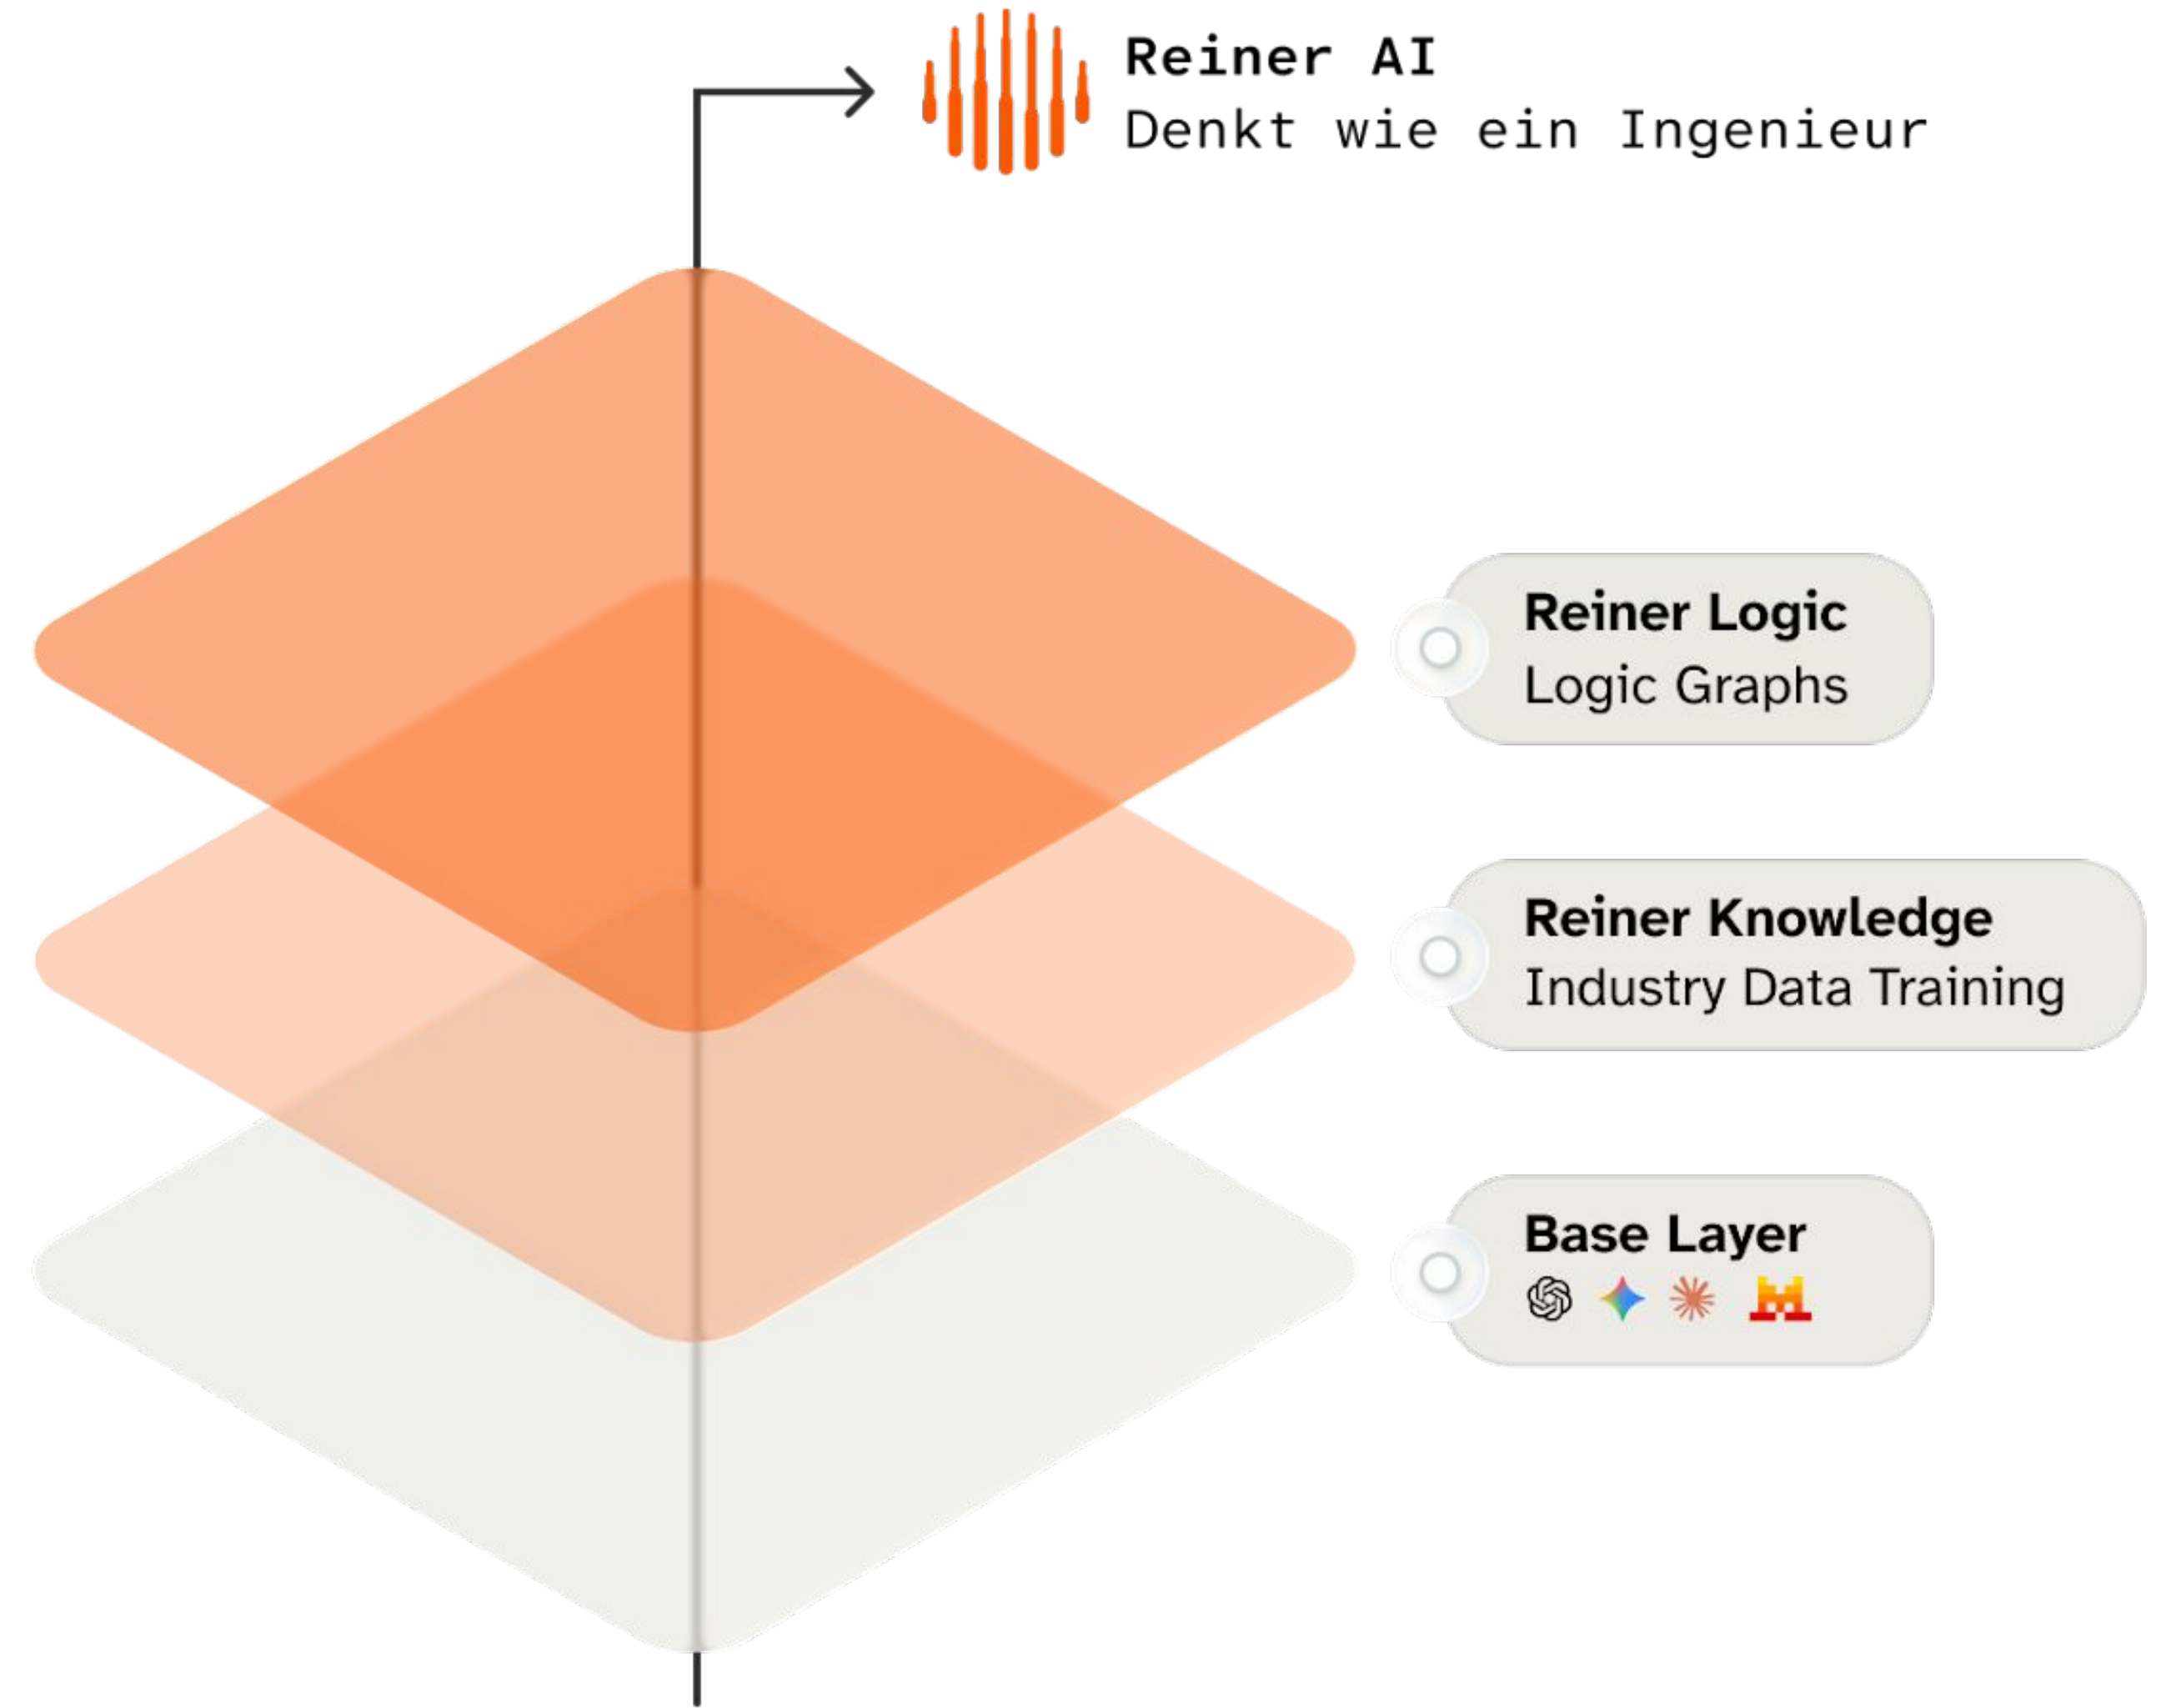 Reiner AI
Denkt wie ein Ingenieur
Reiner Logic
Logic Graphs
Reiner Knowledge
Industry Data Training
Base Layer